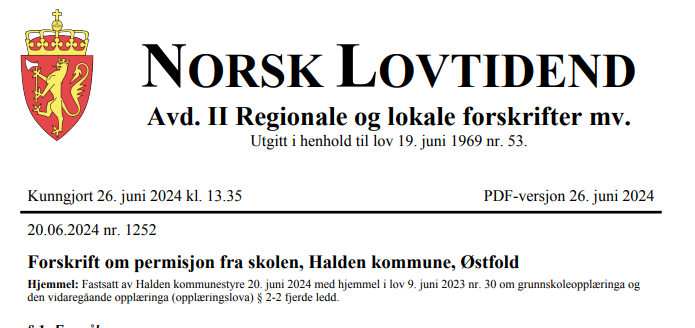 NORSK LOVTIDEND
Avd. II Regionale og lokale forskrifter mv.
Utgitt i henhold til lov 19. juni 1969 nr. 53.
Kunngjort 26. juni 2024 kl. 13.35 PDF-versjon 26. juni 2024
20.06.2024 nr. 1252
Forskrift om permisjon fra skolen, Halden kommune, Østfold
Hjemmel: Fastsatt av Halden kommunestyre 20. juni 2024 med hjemmel i lov 9. juni 2023 nr. 30 om grunnskoleopplæringa og
den vidaregåande opplæringa (opplæringslova) § 2-2 fjerde ledd.